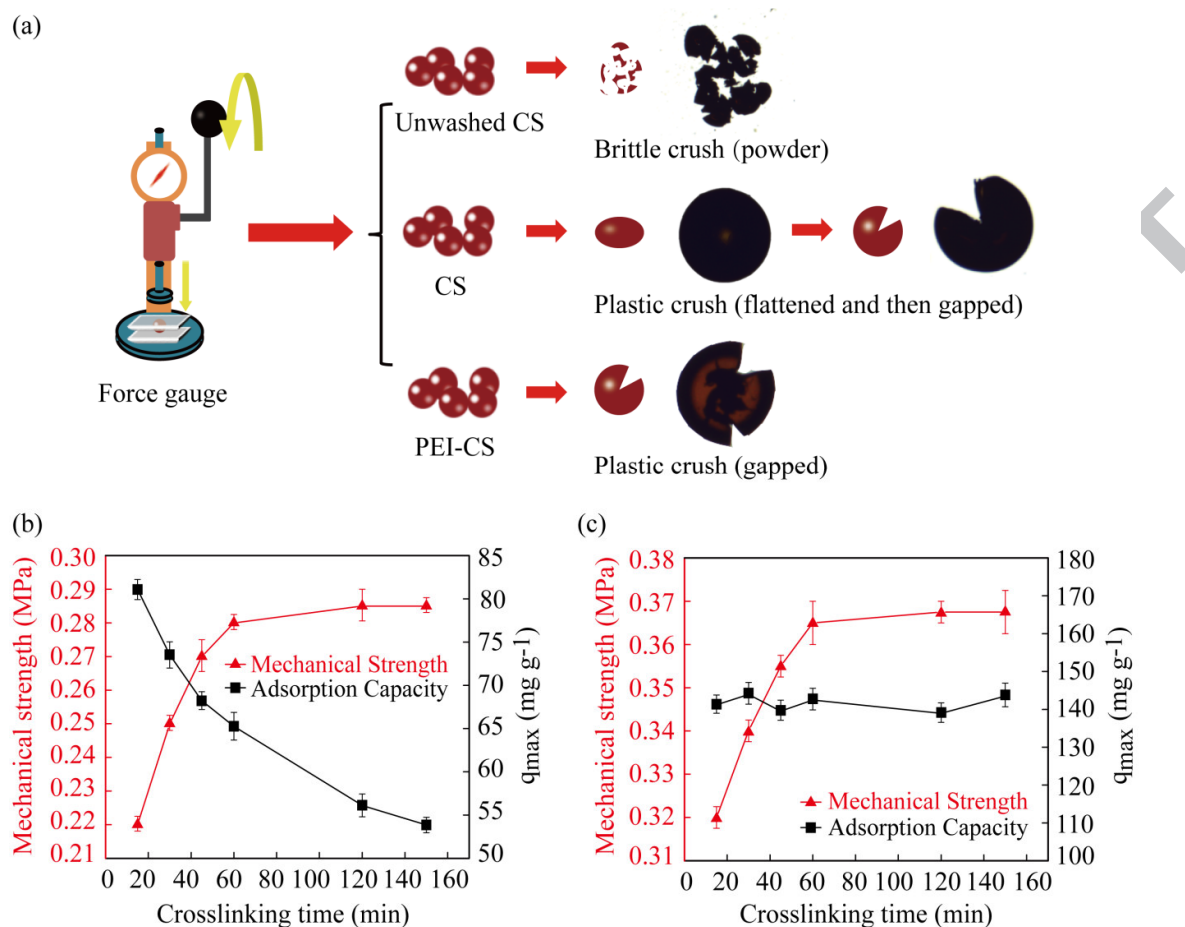 (a)
Unwashed CS
Brittle crush (powder)
CS
Plastic crush (flattened and then gapped)
Force gauge
PEI-CS
Plastic crush (gapped)
(b)
Mechanical strength (MPa)
0.30
0.29
0.28
0.27
0.26
0.25
0.24
0.23
0.22
0.21
85
80
75
70
65
60
55
50
qmax (mg g-1)
Mechanical Strength
Adsorption Capacity
0 20 40 60 80 100 120 140 160
Crosslinking time (min)
(c)
Mechanical strength (MPa)
0.38
0.37
0.36
0.35
0.34
0.33
0.32
0.31
180
170
160
150
140
130
120
110
100
qmax (mg g-1)
Mechanical Strength
Adsorption Capacity
0 20 40 60 80 100 120 140 160
Crosslinking time (min)